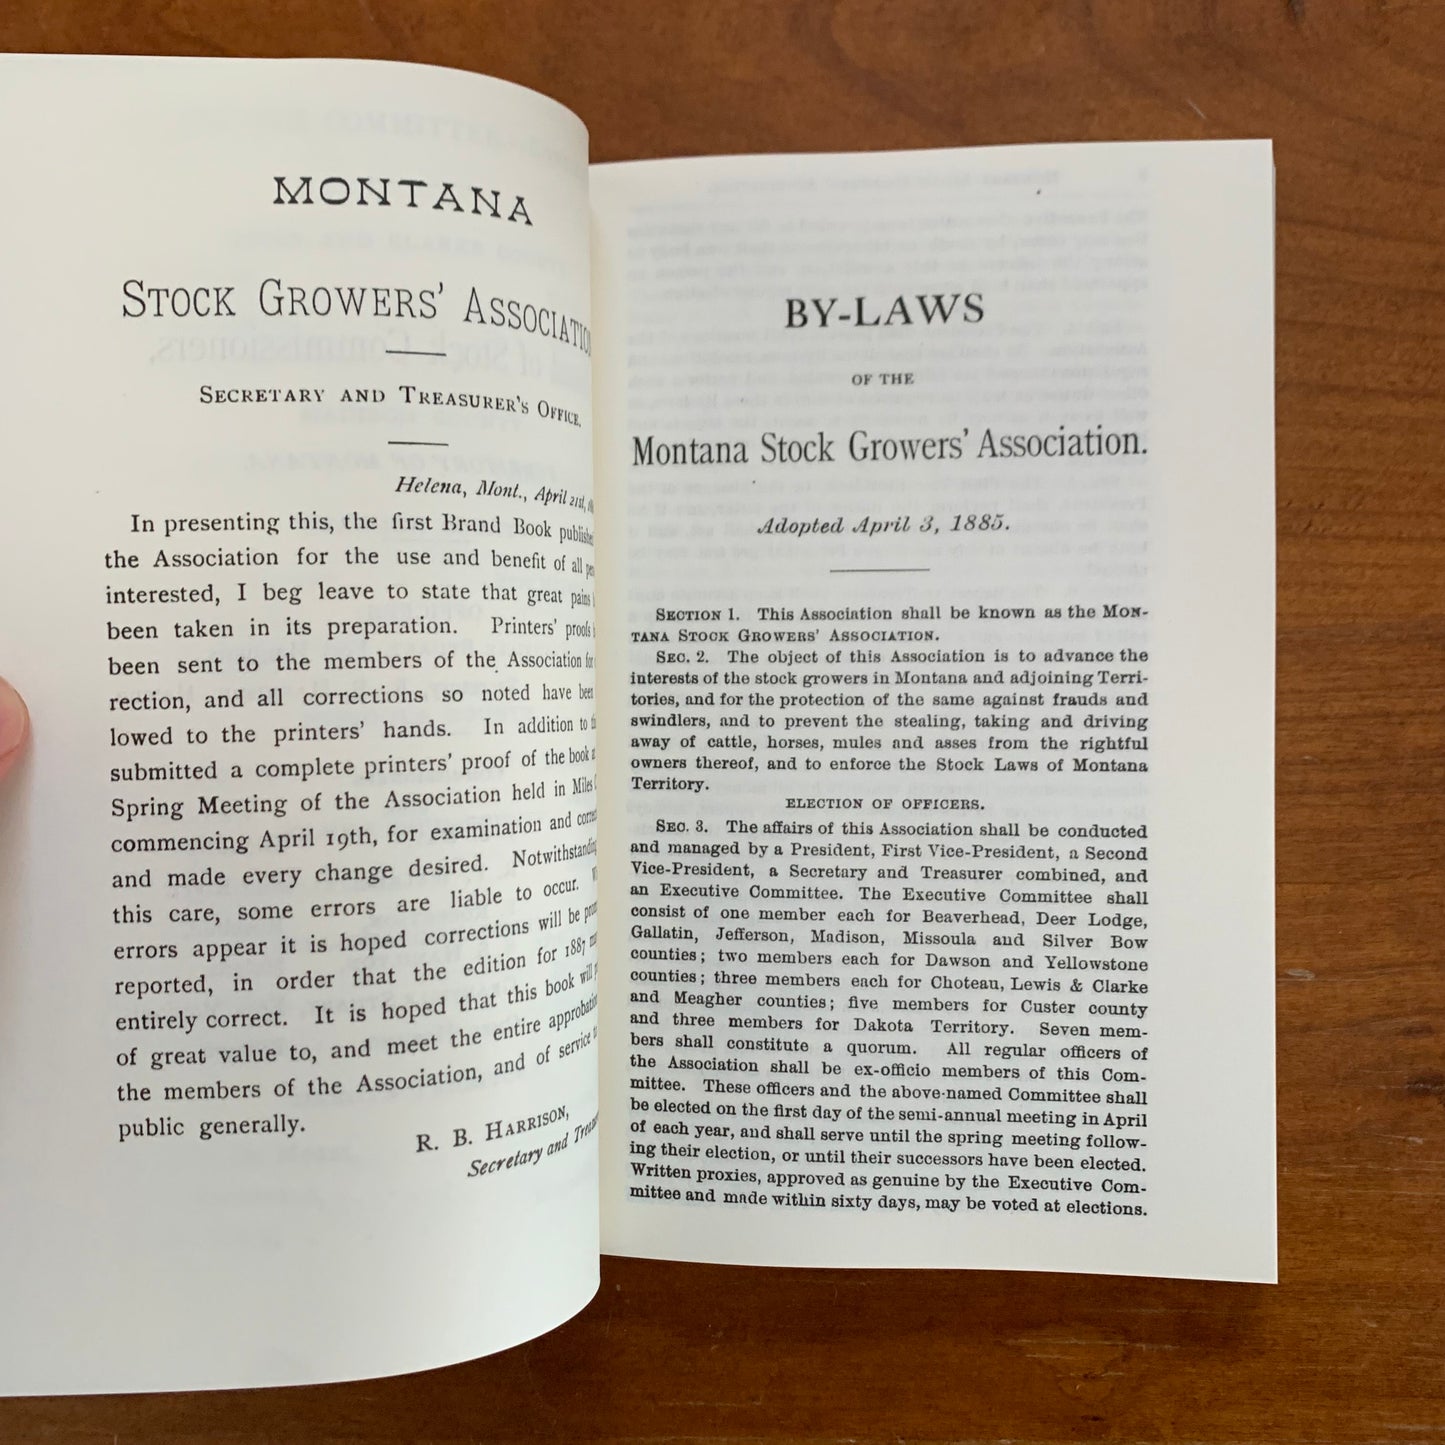 MONTANA
STOCK GROWERS' ASSOCIATION
SECRETARY AND TREASURER'S OFFICE.
Helena, Mont., April 21st,
In presenting this, the first Brand Book
the Association for the use and benefit of all
interested, I beg leave to state that great pains
been taken in its preparation. Printers' proofs
been sent to the members of the Association for
rection, and all corrections so noted have been
lowed to the printers' hands. In addition to
submitted a complete printers' proof of the book
Spring Meeting of the Association held in Miles
commencing April 19th, for examination and
and made every change desired. Notwithstanding
this care, some errors are liable to occur.
errors appear it is hoped corrections will be
reported, in order that the edition for 1887
entirely correct. It is hoped that this book will
of great value to, and meet the entire approbation
the members of the Association, and of service
public generally.
R. B. HARRISON,
Secretary and
BY-LAWS
OF THE
Montana Stock Growers' Association.
Adopted April 3, 1885.
SECTION 1. This Association shall be known as the MON-
TANA STOCK GROWERS' ASSOCIATION.
SEC. 2. The object of this Association is to advance the
interests of the stock growers in Montana and adjoining Terri-
tories, and for the protection of the same against frauds and
swindlers, and to prevent the stealing, taking and driving
away of cattle, horses, mules and asses from the rightful
owners thereof, and to enforce the Stock Laws of Montana
Territory.
ELECTION OF OFFICERS.
SEC. 3. The affairs of this Association shall be conducted
and managed by a President, First Vice-President, a Second
Vice-President, a Secretary and Treasurer combined, and
an Executive Committee. The Executive Committee shall
consist of one member each for Beaverhead, Deer Lodge,
Gallatin, Jefferson, Madison, Missoula and Silver Bow
counties; two members each for Dawson and Yellowstone
counties; three members each for Choteau, Lewis & Clarke
and Meagher counties; five members for Custer county
and three members for Dakota Territory. Seven mem-
bers shall constitute a quorum. All regular officers of
the Association shall be ex-officio members of this Com-
mittee. These officers and the above-named Committee shall
be elected on the first day of the semi-annual meeting in April
of each year, and shall serve until the spring meeting follow-
ing their election, or until their successors have been elected.
Written proxies, approved as genuine by the Executive Com-
mittee and made within sixty days, may be voted at elections.